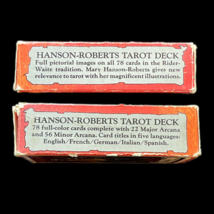 HANSON-ROBERTS TAROT DECK
Full pictorial images on all 78 cards in the Rider-
Waite tradition. Mary Hanson-Roberts gives new
relevance to tarot with her magnificent illustrations.
HANSON-ROBERTS TAROT DECK
78 full-color cards complete with 22 Major Arcana
and 56 Minor Arcana. Card titles in five languages:
English/French/German/Italian/Spanish.